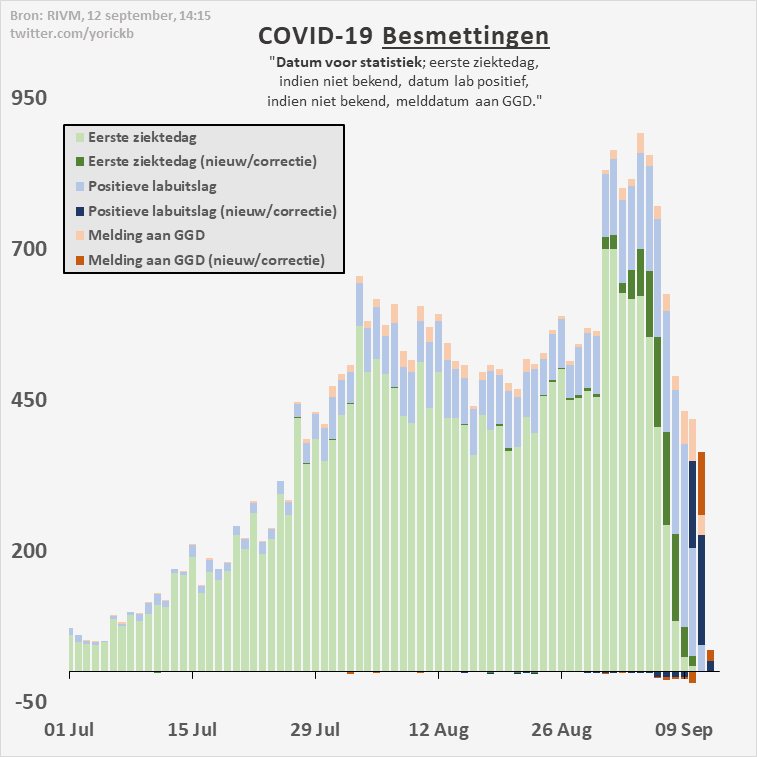 Bron: RIVM, 12 september, 14:15
twitter.com/yorickb
COVID-19 Besmettingen
"Datum voor statistiek; eerste ziektedag,
indien niet bekend, datum lab positief,
indien niet bekend, melddatum aan GGD."
950
Eerste ziektedag
Eerste ziektedag (nieuw/correctie)
Positieve labuitslag
Positieve labuitslag (nieuw/correctie)
Melding aan GGD
Melding aan GGD (nieuw/correctie)
700
450
200
-50
01 Jul 15 Jul 29 Jul 12 Aug 26 Aug 09 Sep